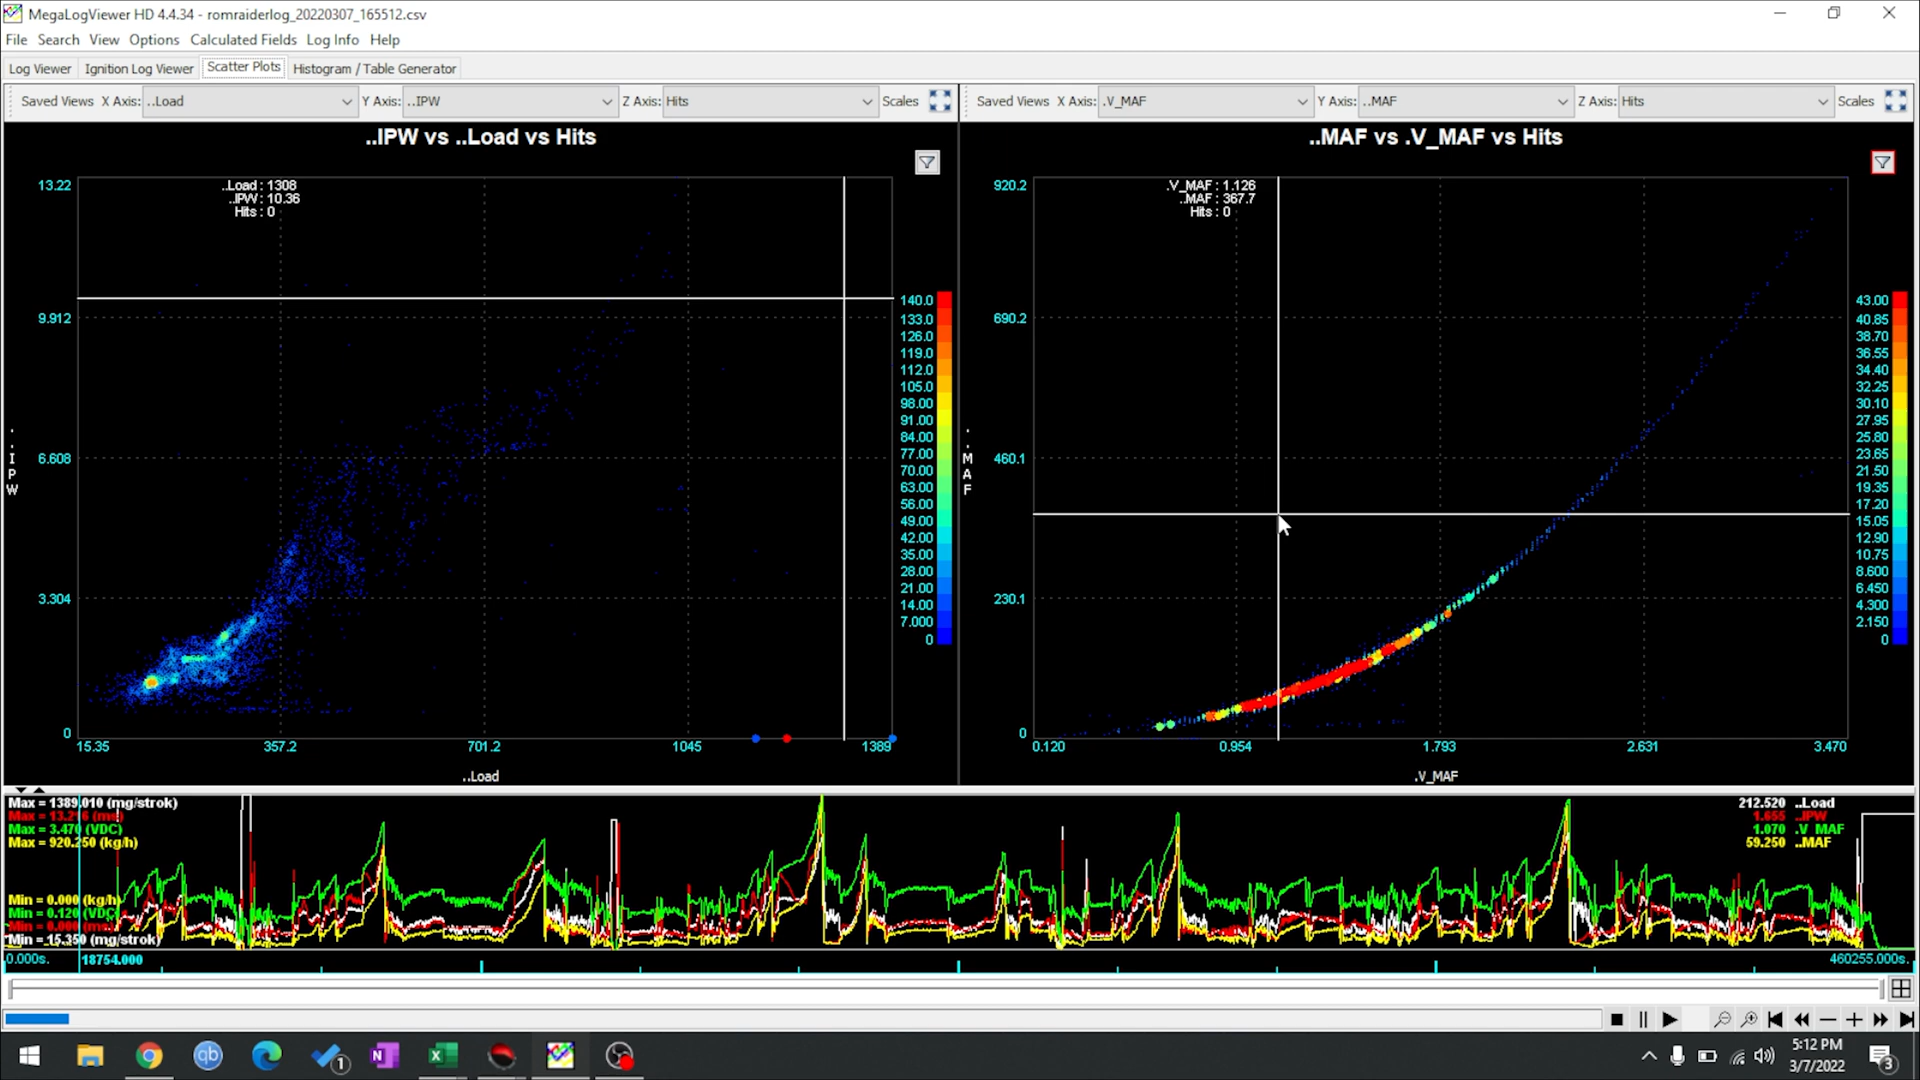 MegaLogViewer HD 4.4.34 - romraiderlog_20220307_165512.csv
File Search View Options Calculated Fields Log Info Help
Log Viewer Ignition Log Viewer Scatter Plots Histogram / Table Generator
Saved Views X Axis: ..Load Y Axis: ..IPW Z Axis: Hits Scales
Saved Views X Axis: .V_MAF Y Axis: ..MAF Z Axis: Hits Scales
..IPW vs ..Load vs Hits
..Load : 1308
..IPW : 10.36
Hits : 0
13.22
9.912
6.608
3.304
0
. . I P W
15.35 357.2 701.2 1045 1389
..Load
140.0
133.0
126.0
119.0
112.0
105.0
98.00
91.00
84.00
77.00
70.00
63.00
56.00
49.00
42.00
35.00
28.00
21.00
14.00
7.000
0
..MAF vs .V_MAF vs Hits
.V_MAF : 1.126
..MAF : 367.7
Hits : 0
920.2
690.2
460.1
230.1
0
. . M A F
0.120 0.954 1.793 2.631 3.470
.V_MAF
43.00
40.85
38.70
36.55
34.40
32.25
30.10
27.95
25.80
23.65
21.50
19.35
17.20
15.05
12.90
10.75
8.600
6.450
4.300
2.150
0
Max = 1389.010 (mg/strok)
Max = 13.216 (ms)
Max = 3.470 (VDC)
Max = 920.250 (kg/h)
Min = 0.000 (kg/h)
Min = 0.120 (VDC)
Min = 0.000 (ms)
Min = 15.350 (mg/strok)
212.520 ..Load
1.655 ..IPW
1.070 .V_MAF
59.250 ..MAF
0.000s. 18754.000 460255.000s.
1
5:12 PM
3/7/2022
3